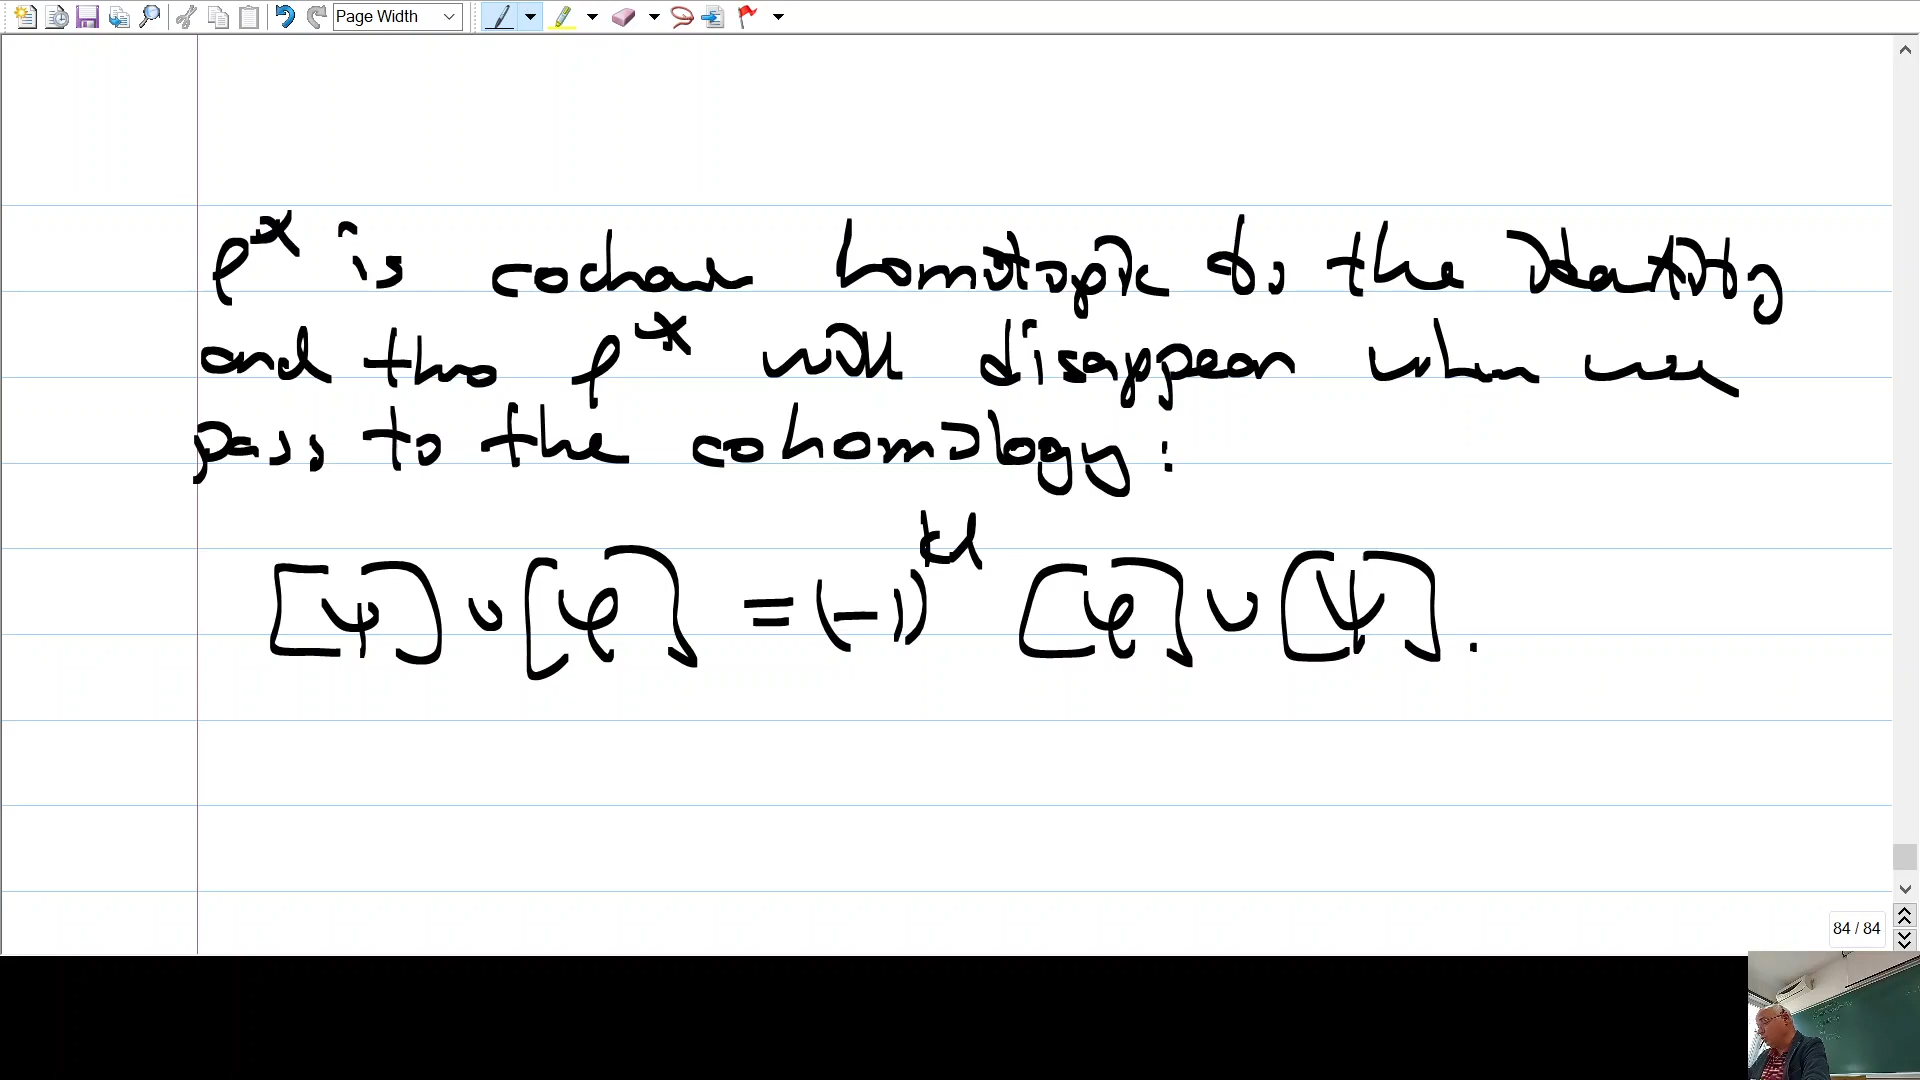 Page Width
ρ* is cochain homotopic to the identity
and thus ρ* will disappear when we
pass to the cohomology:
[ψ] ∪ [φ] = (-1)^{kl} [φ] ∪ [ψ].
84 / 84